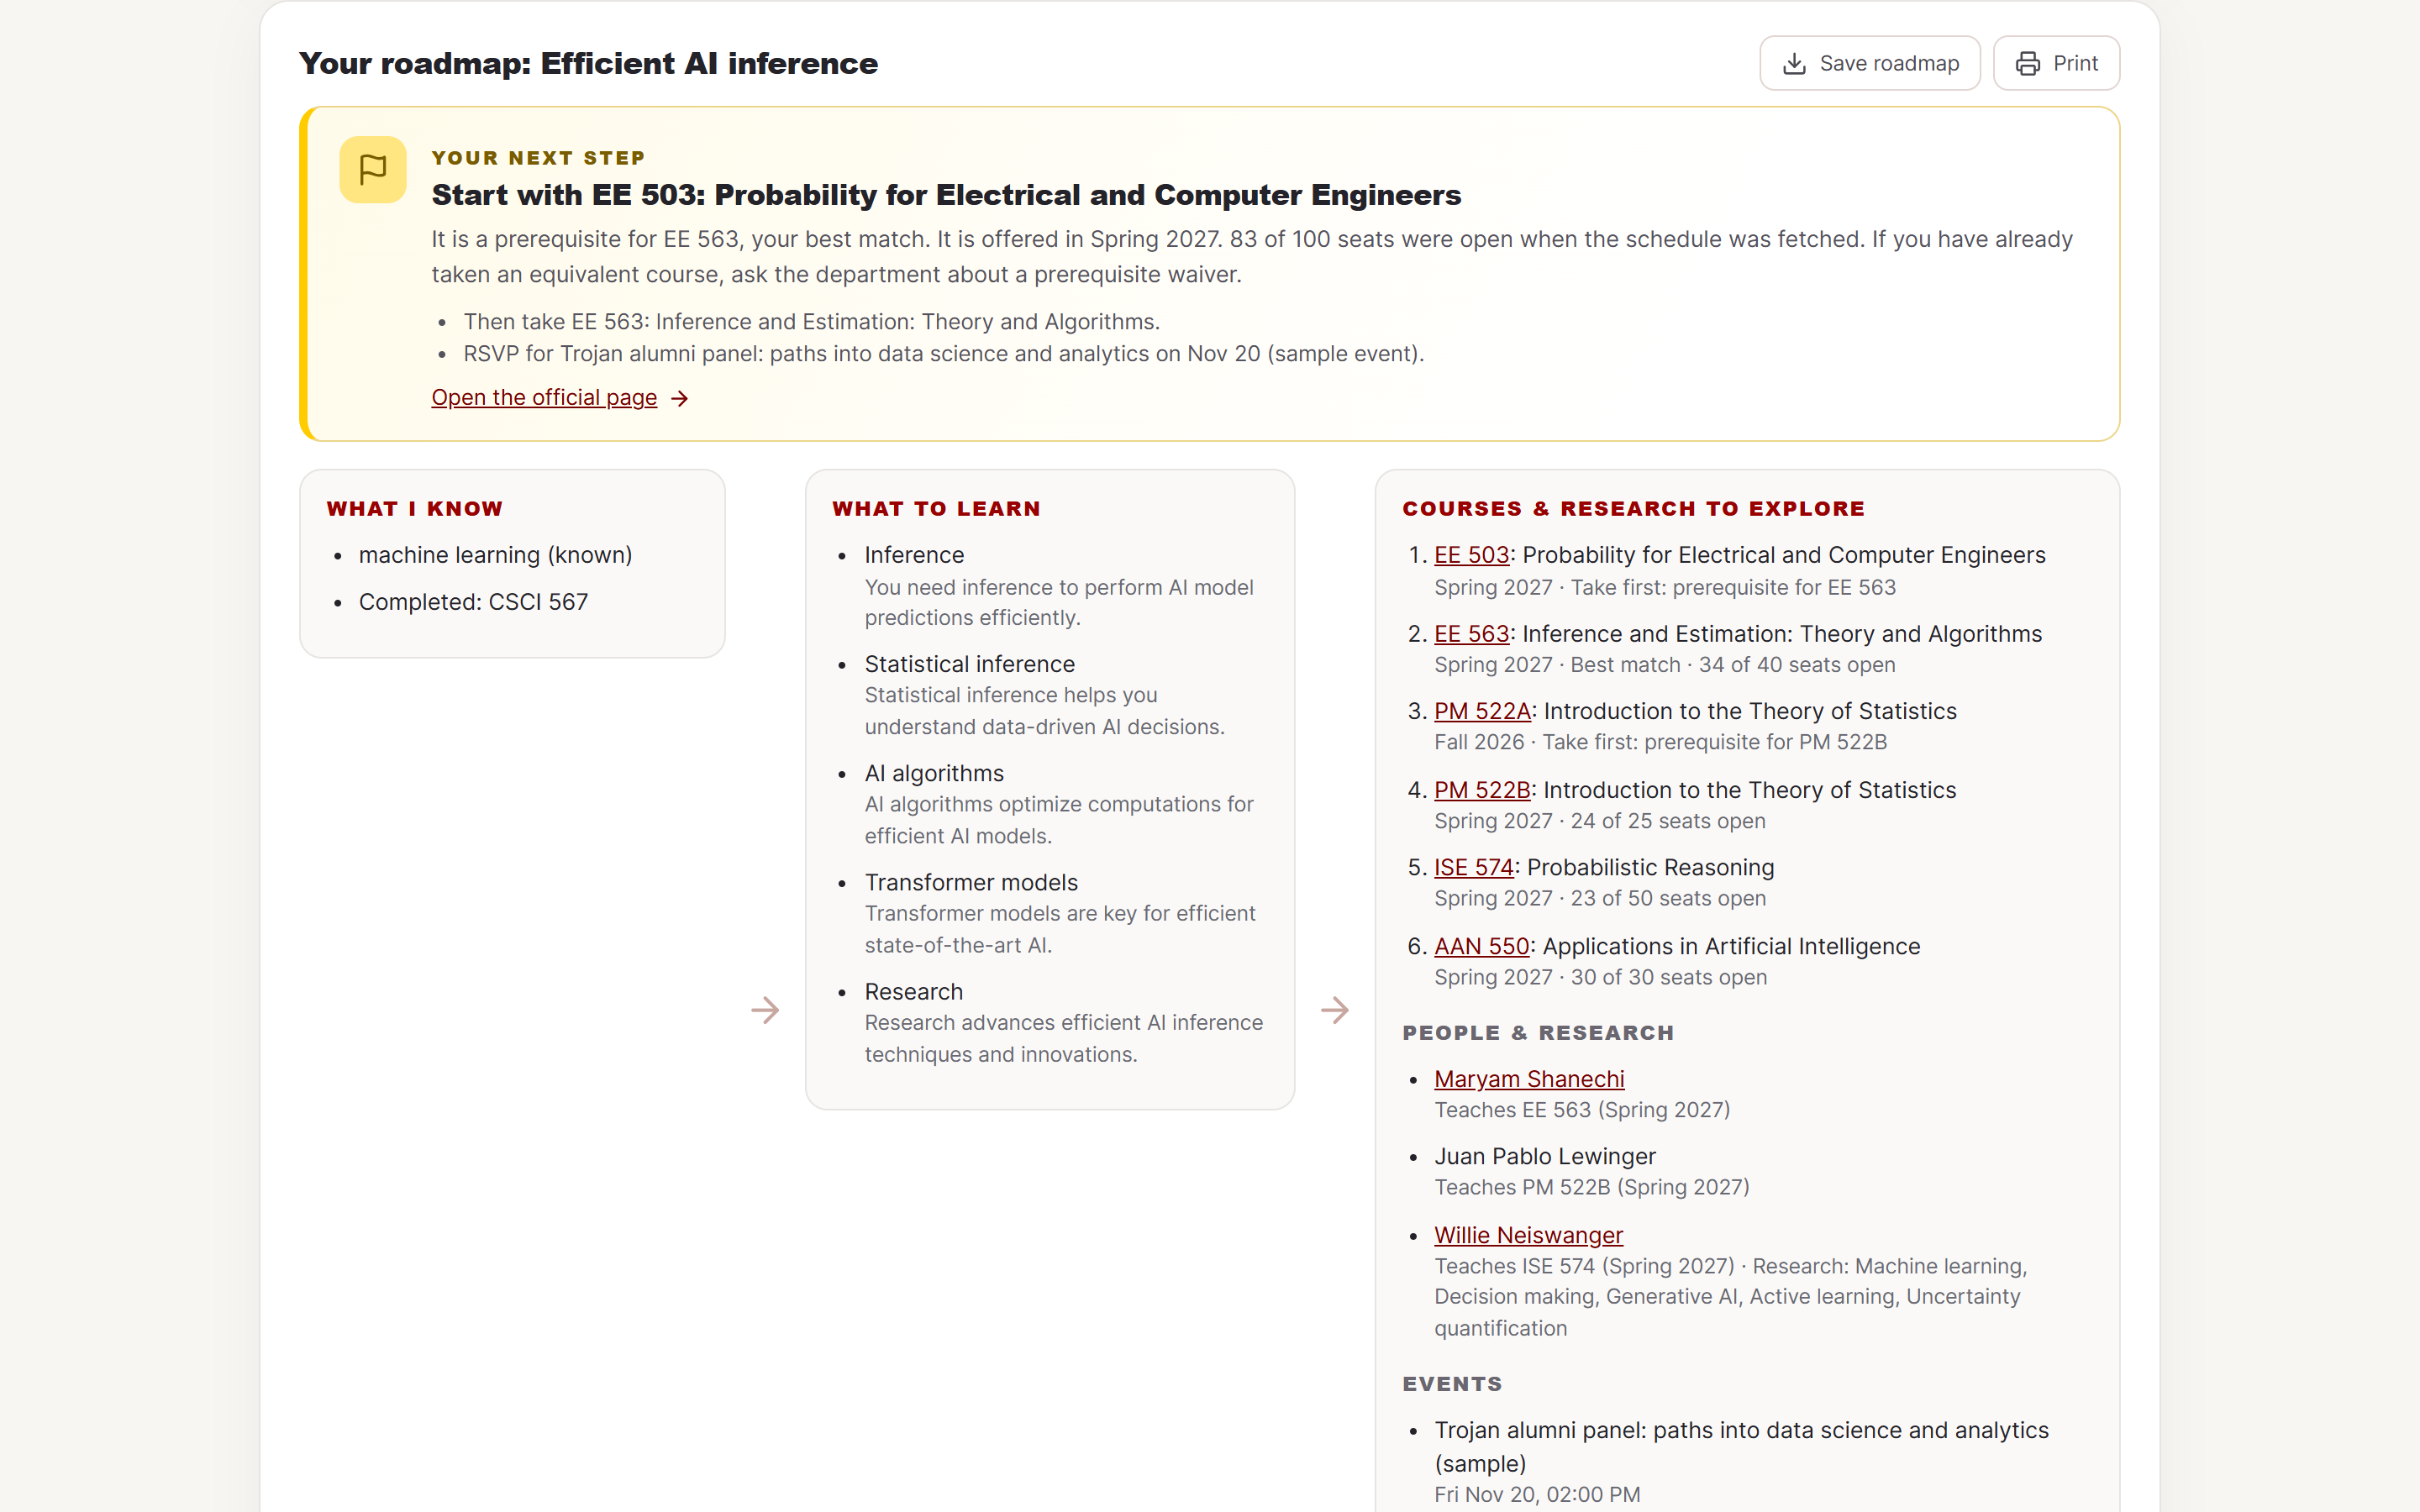 Your roadmap: Efficient AI inference
Save roadmap
Print
YOUR NEXT STEP
Start with EE 503: Probability for Electrical and Computer Engineers
It is a prerequisite for EE 563, your best match. It is offered in Spring 2027. 83 of 100 seats were open when the schedule was fetched. If you have already
taken an equivalent course, ask the department about a prerequisite waiver.
• Then take EE 563: Inference and Estimation: Theory and Algorithms.
• RSVP for Trojan alumni panel: paths into data science and analytics on Nov 20 (sample event).
Open the official page →
WHAT I KNOW
• machine learning (known)
• Completed: CSCI 567
WHAT TO LEARN
• Inference
You need inference to perform AI model
predictions efficiently.
• Statistical inference
Statistical inference helps you
understand data-driven AI decisions.
• AI algorithms
AI algorithms optimize computations for
efficient AI models.
• Transformer models
Transformer models are key for efficient
state-of-the-art AI.
• Research
Research advances efficient AI inference
techniques and innovations.
COURSES & RESEARCH TO EXPLORE
1. EE 503: Probability for Electrical and Computer Engineers
Spring 2027 · Take first: prerequisite for EE 563
2. EE 563: Inference and Estimation: Theory and Algorithms
Spring 2027 · Best match · 34 of 40 seats open
3. PM 522A: Introduction to the Theory of Statistics
Fall 2026 · Take first: prerequisite for PM 522B
4. PM 522B: Introduction to the Theory of Statistics
Spring 2027 · 24 of 25 seats open
5. ISE 574: Probabilistic Reasoning
Spring 2027 · 23 of 50 seats open
6. AAN 550: Applications in Artificial Intelligence
Spring 2027 · 30 of 30 seats open
PEOPLE & RESEARCH
• Maryam Shanechi
Teaches EE 563 (Spring 2027)
• Juan Pablo Lewinger
Teaches PM 522B (Spring 2027)
• Willie Neiswanger
Teaches ISE 574 (Spring 2027) · Research: Machine learning,
Decision making, Generative AI, Active learning, Uncertainty
quantification
EVENTS
• Trojan alumni panel: paths into data science and analytics
(sample)
Fri Nov 20, 02:00 PM